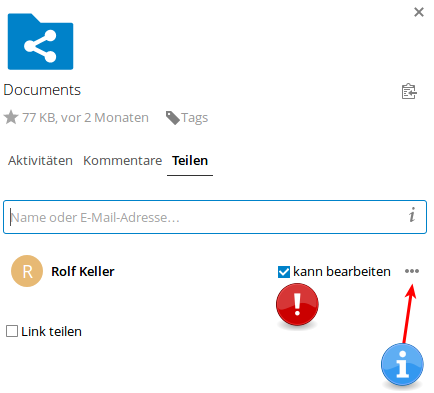 Documents
77 KB, vor 2 Monaten Tags
Aktivitäten Kommentare Teilen
Name oder E-Mail-Adresse... i
R Rolf Keller kann bearbeiten
!
Link teilen
i